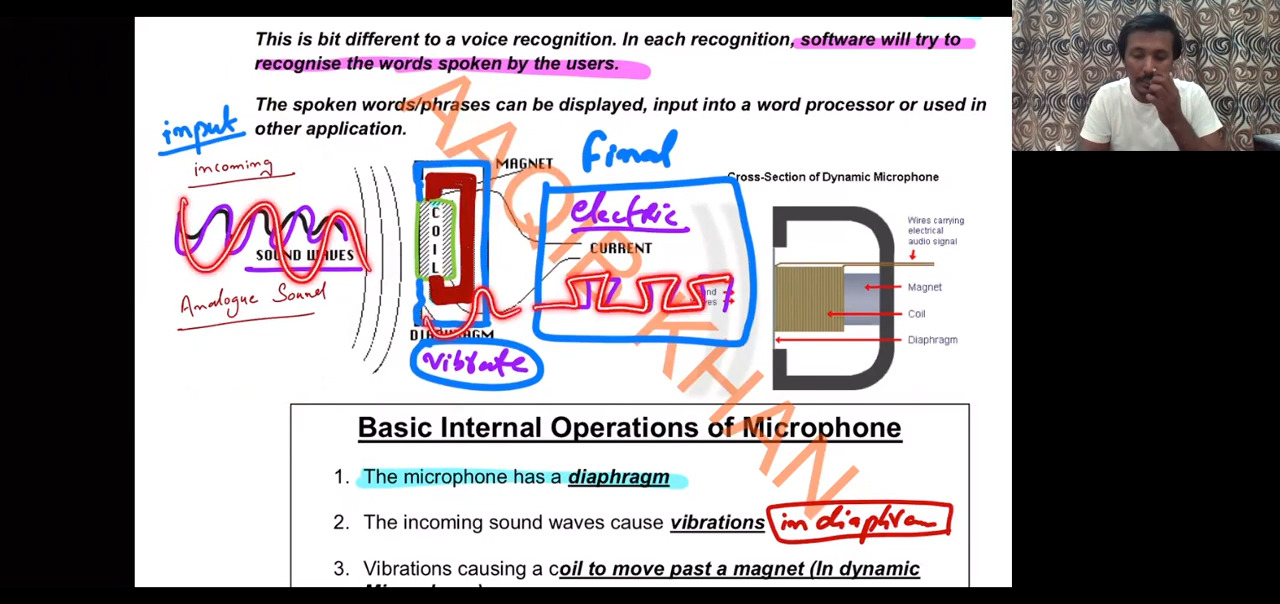 This is bit different to a voice recognition. In each recognition, software will try to
recognise the words spoken by the users.
The spoken words/phrases can be displayed, input into a word processor or used in
other application.
input
incoming
SOUND WAVES
Analogue Sound
MAGNET
COIL
DIAPHRAGM
vibrate
Final
electric
CURRENT
Cross-Section of Dynamic Microphone
Wires carrying
electrical
audio signal
Magnet
Coil
Diaphragm
AAQIB KHAN
Basic Internal Operations of Microphone
1. The microphone has a diaphragm
2. The incoming sound waves cause vibrations
3. Vibrations causing a coil to move past a magnet (In dynamic